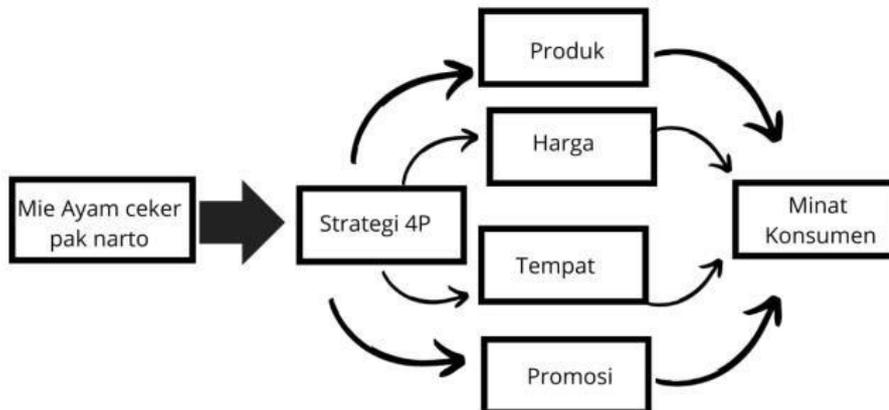 Mie Ayam ceker
pak narto
Strategi 4P
Produk
Harga
Tempat
Promosi
Minat
Konsumen